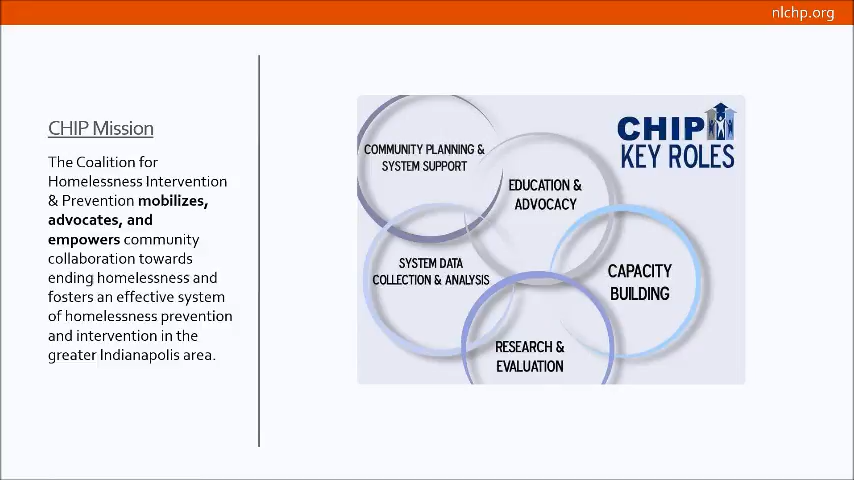 nlchp.org
CHIP Mission
The Coalition for
Homelessness Intervention
& Prevention mobilizes,
advocates, and
empowers community
collaboration towards
ending homelessness and
fosters an effective system
of homelessness prevention
and intervention in the
greater Indianapolis area.
CHIP
KEY ROLES
COMMUNITY PLANNING &
SYSTEM SUPPORT
EDUCATION &
ADVOCACY
SYSTEM DATA
COLLECTION & ANALYSIS
CAPACITY
BUILDING
RESEARCH &
EVALUATION